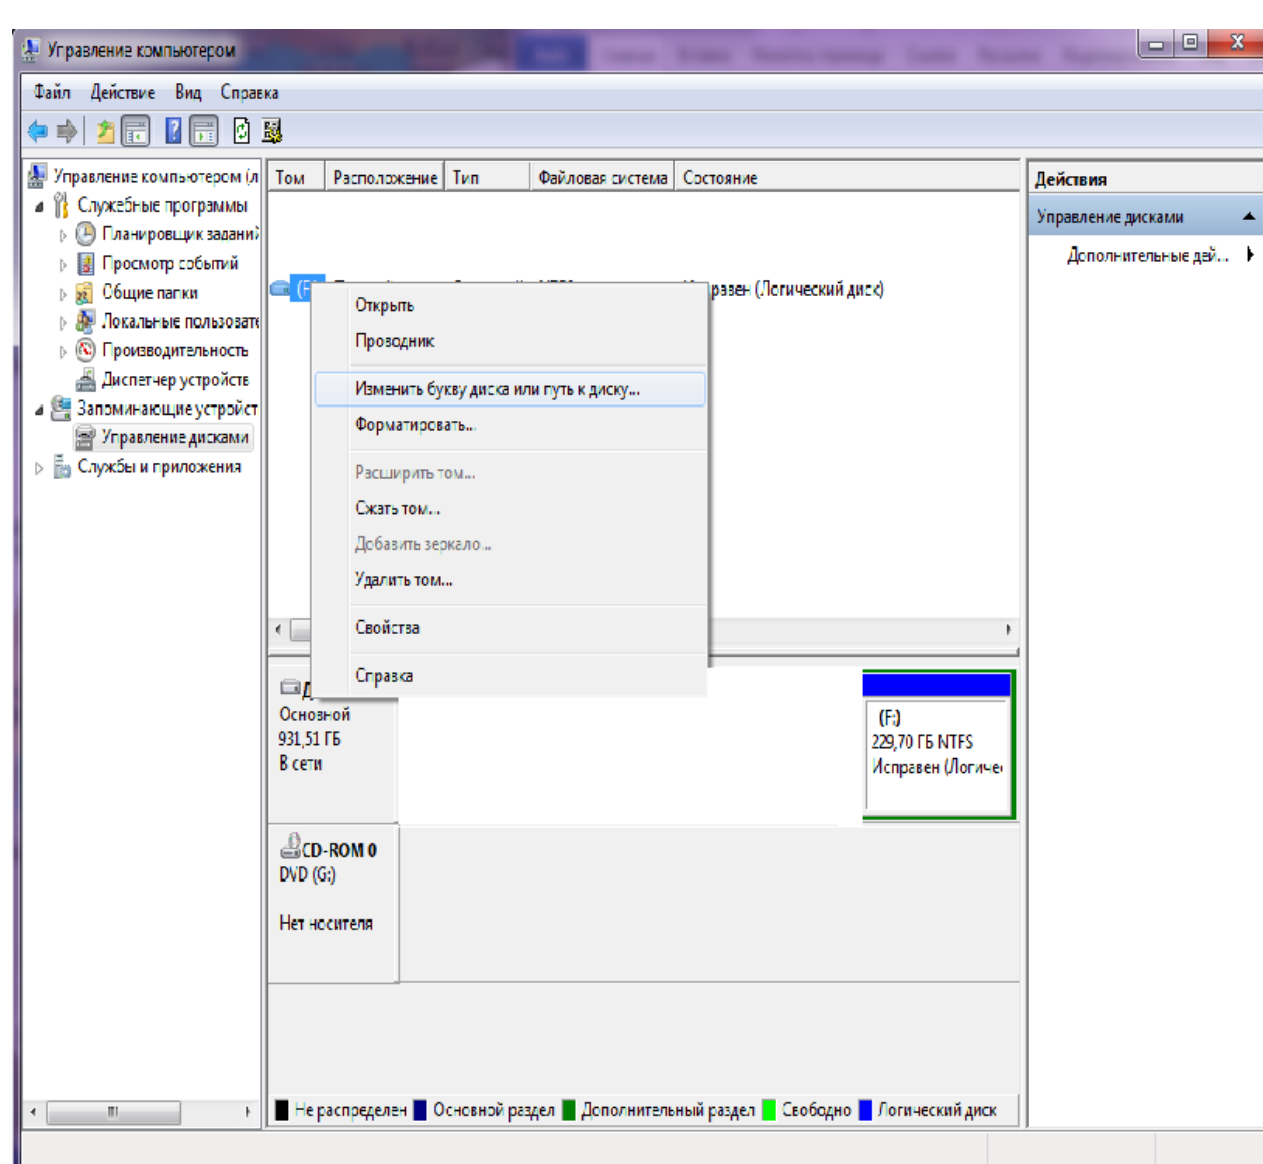 Управление компьютером
Файл Действие Вид Справка
Управление компьютером (л
Служебные программы
Планировщик заданий
Просмотр событий
Общие папки
Локальные пользовате
Производительность
Диспетчер устройств
Запоминающие устройст
Управление дисками
Службы и приложения
Том Расположение Тип Файловая система Состояние
(F (Логический диск)
Открыть
Проводник
Изменить букву диска или путь к диску...
Форматировать...
Расширить том...
Сжать том...
Добавить зеркало...
Удалить том...
Свойства
Справка
Основной
931,51 ГБ
В сети
(F:)
229,70 ГБ NTFS
Исправен (Логичес
CD-ROM 0
DVD (G:)
Нет носителя
Не распределен Основной раздел Дополнительный раздел Свободно Логический диск
Действия
Управление дисками
Дополнительные дей...